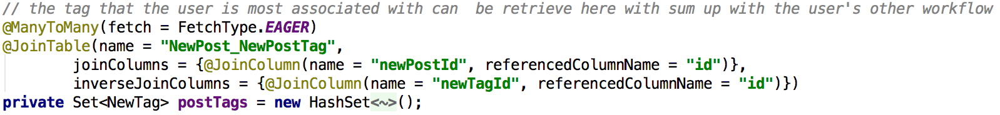 // the tag that the user is most associated with can  be retrieve here with sum up with the user's other workflow
@ManyToMany(fetch = FetchType.EAGER)
@JoinTable(name = "NewPost_NewPostTag",
        joinColumns = {@JoinColumn(name = "newPostId", referencedColumnName = "id")},
        inverseJoinColumns = {@JoinColumn(name = "newTagId", referencedColumnName = "id")})
private Set<NewTag> postTags = new HashSet<~>();